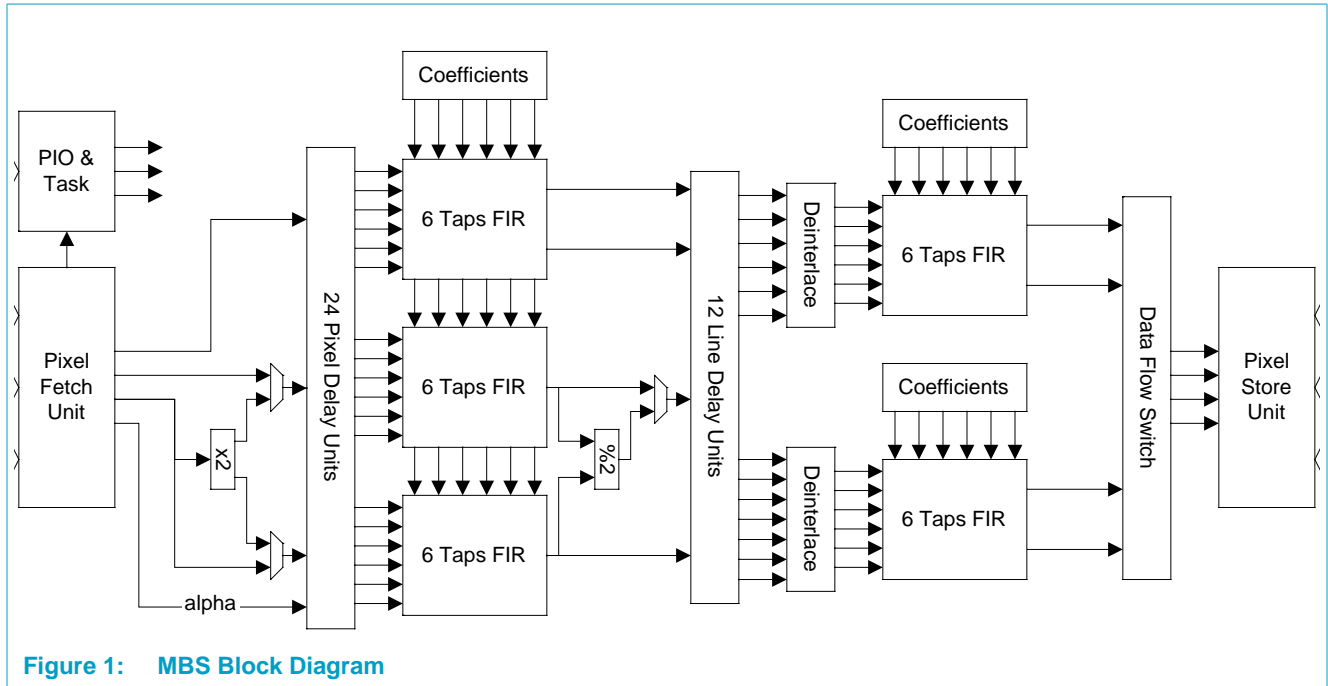 Coefficients
Coefficients
PIO &
Task
6 Taps FIR
Deinterlace
6 Taps FIR
24 Pixel Delay Units
12 Line Delay Units
Data Flow Switch
Pixel
Fetch
Unit
6 Taps FIR
Pixel
Store
Unit
Coefficients
x2
%2
Deinterlace
6 Taps FIR
6 Taps FIR
alpha
Figure 1: MBS Block Diagram